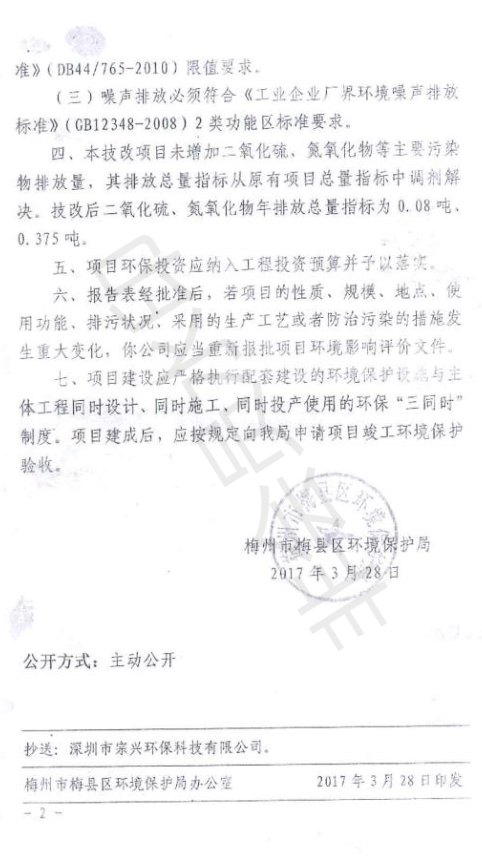 准》(DB44/765-2010)限值要求。
(三)噪声排放必须符合《工业企业厂界环境噪声排放
标准》(GB12348-2008)2类功能区标准要求。
四、本技改项目未增加二氧化硫、氮氧化物等主要污染
物排放量，其排放总量指标从原有项目总量指标中调剂解
决。技改后二氧化硫、氮氧化物年排放总量指标为 0.08 吨、
0.375 吨。
五、项目环保投资应纳入工程投资预算并予以落实。
六、报告表经批准后，若项目的性质、规模、地点、使
用功能、排污状况、采用的生产工艺或者防治污染的措施发
生重大变化，你公司应当重新报批项目环境影响评价文件。
七、项目建设应严格执行配套建设的环境保护设施与主
体工程同时设计、同时施工、同时投产使用的环保“三同时”
制度。项目建成后，应按规定向我局申请项目竣工环境保护
验收。
梅州市梅县区环境保护局
2017 年 3 月 28 日
公开方式：主动公开
抄送：深圳市宗兴环保科技有限公司。
梅州市梅县区环境保护局办公室 2017 年 3 月 28 日印发
- 2 -